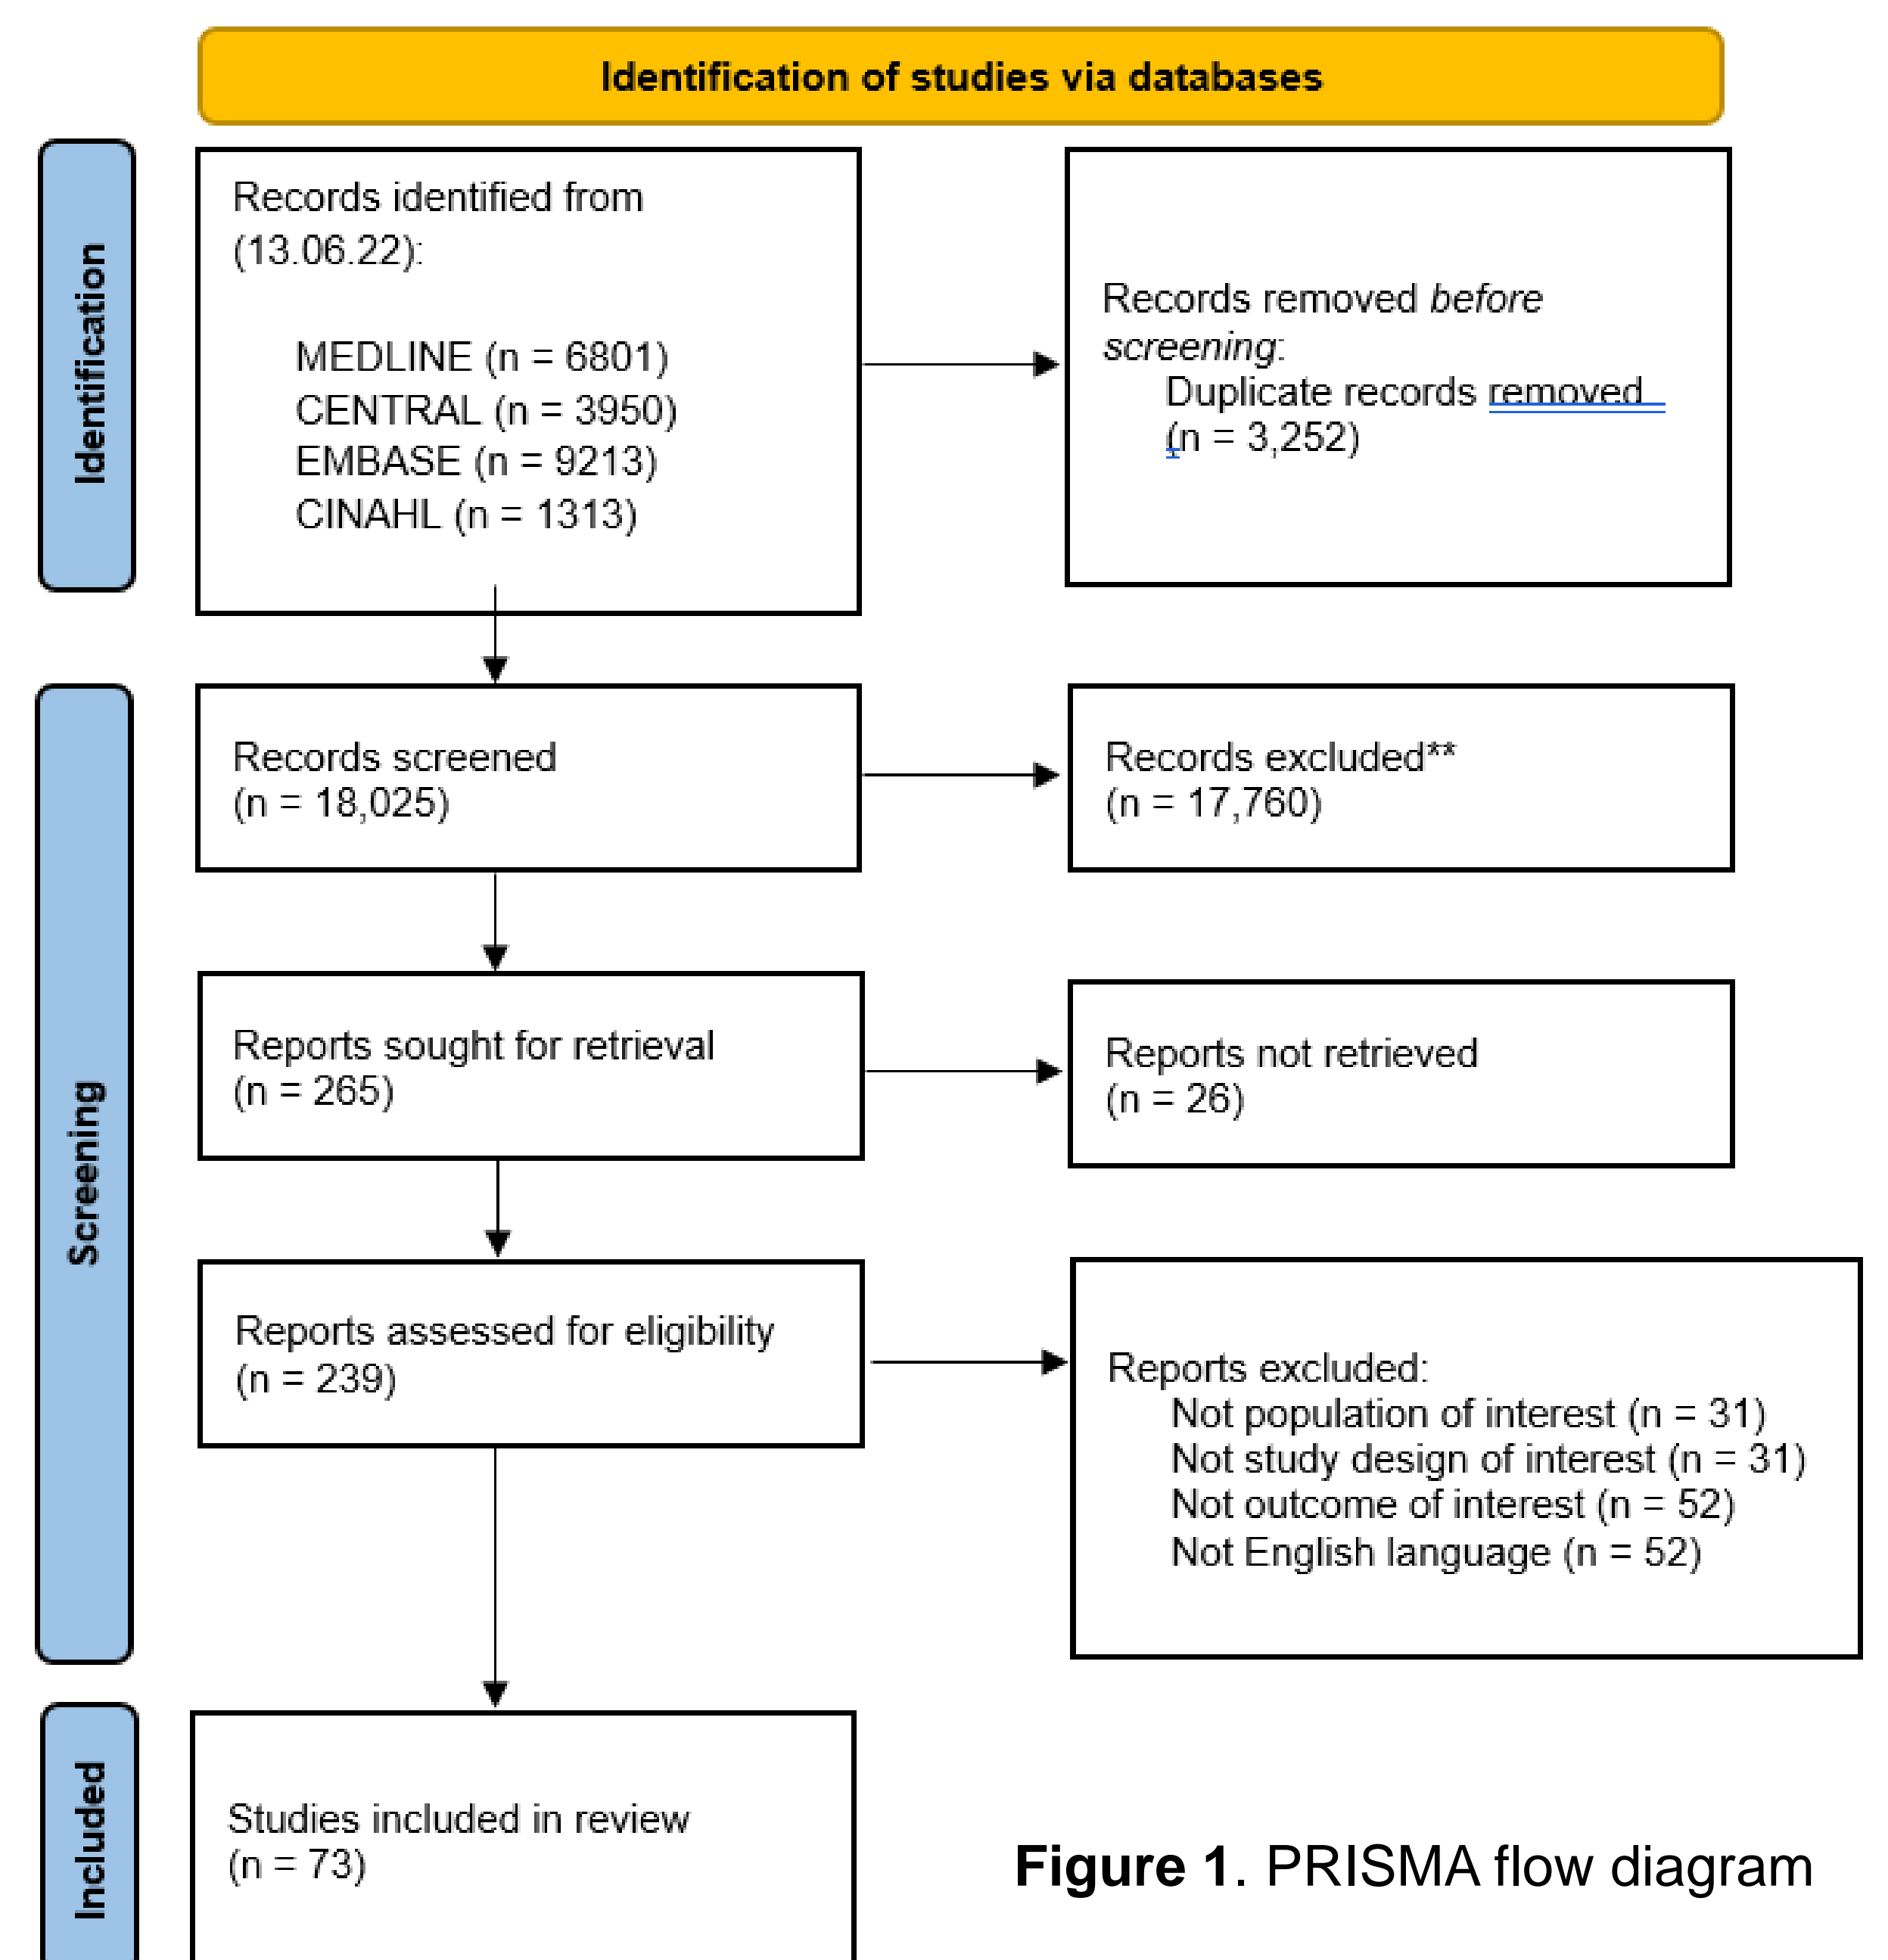 Identification of studies via databases
Identification
Records identified from
(13.06.22):
MEDLINE (n = 6801)
CENTRAL (n = 3950)
EMBASE (n = 9213)
CINAHL (n = 1313)
Records removed before
screening:
Duplicate records removed
(n = 3,252)
Screening
Records screened
(n = 18,025)
Records excluded**
(n = 17,760)
Reports sought for retrieval
(n = 265)
Reports not retrieved
(n = 26)
Reports assessed for eligibility
(n = 239)
Reports excluded:
Not population of interest (n = 31)
Not study design of interest (n = 31)
Not outcome of interest (n = 52)
Not English language (n = 52)
Included
Studies included in review
(n = 73)
Figure 1. PRISMA flow diagram